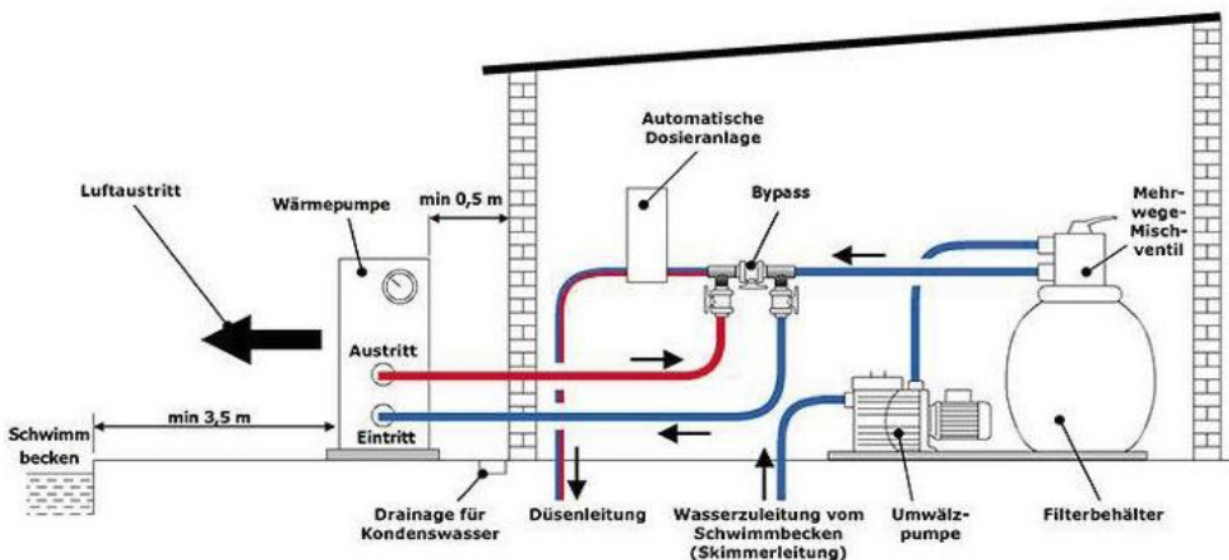 Automatische
Dosieranlage
Luftaustritt
Wärmepumpe
min 0,5 m
Bypass
Mehr-
wege-
Misch-
ventil
Austritt
Eintritt
min 3,5 m
Schwimm
becken
Drainage für
Kondenswasser
Düsenleitung
Wasserzuleitung vom
Schwimmbecken
(Skimmerleitung)
Umwälz-
pumpe
Filterbehälter